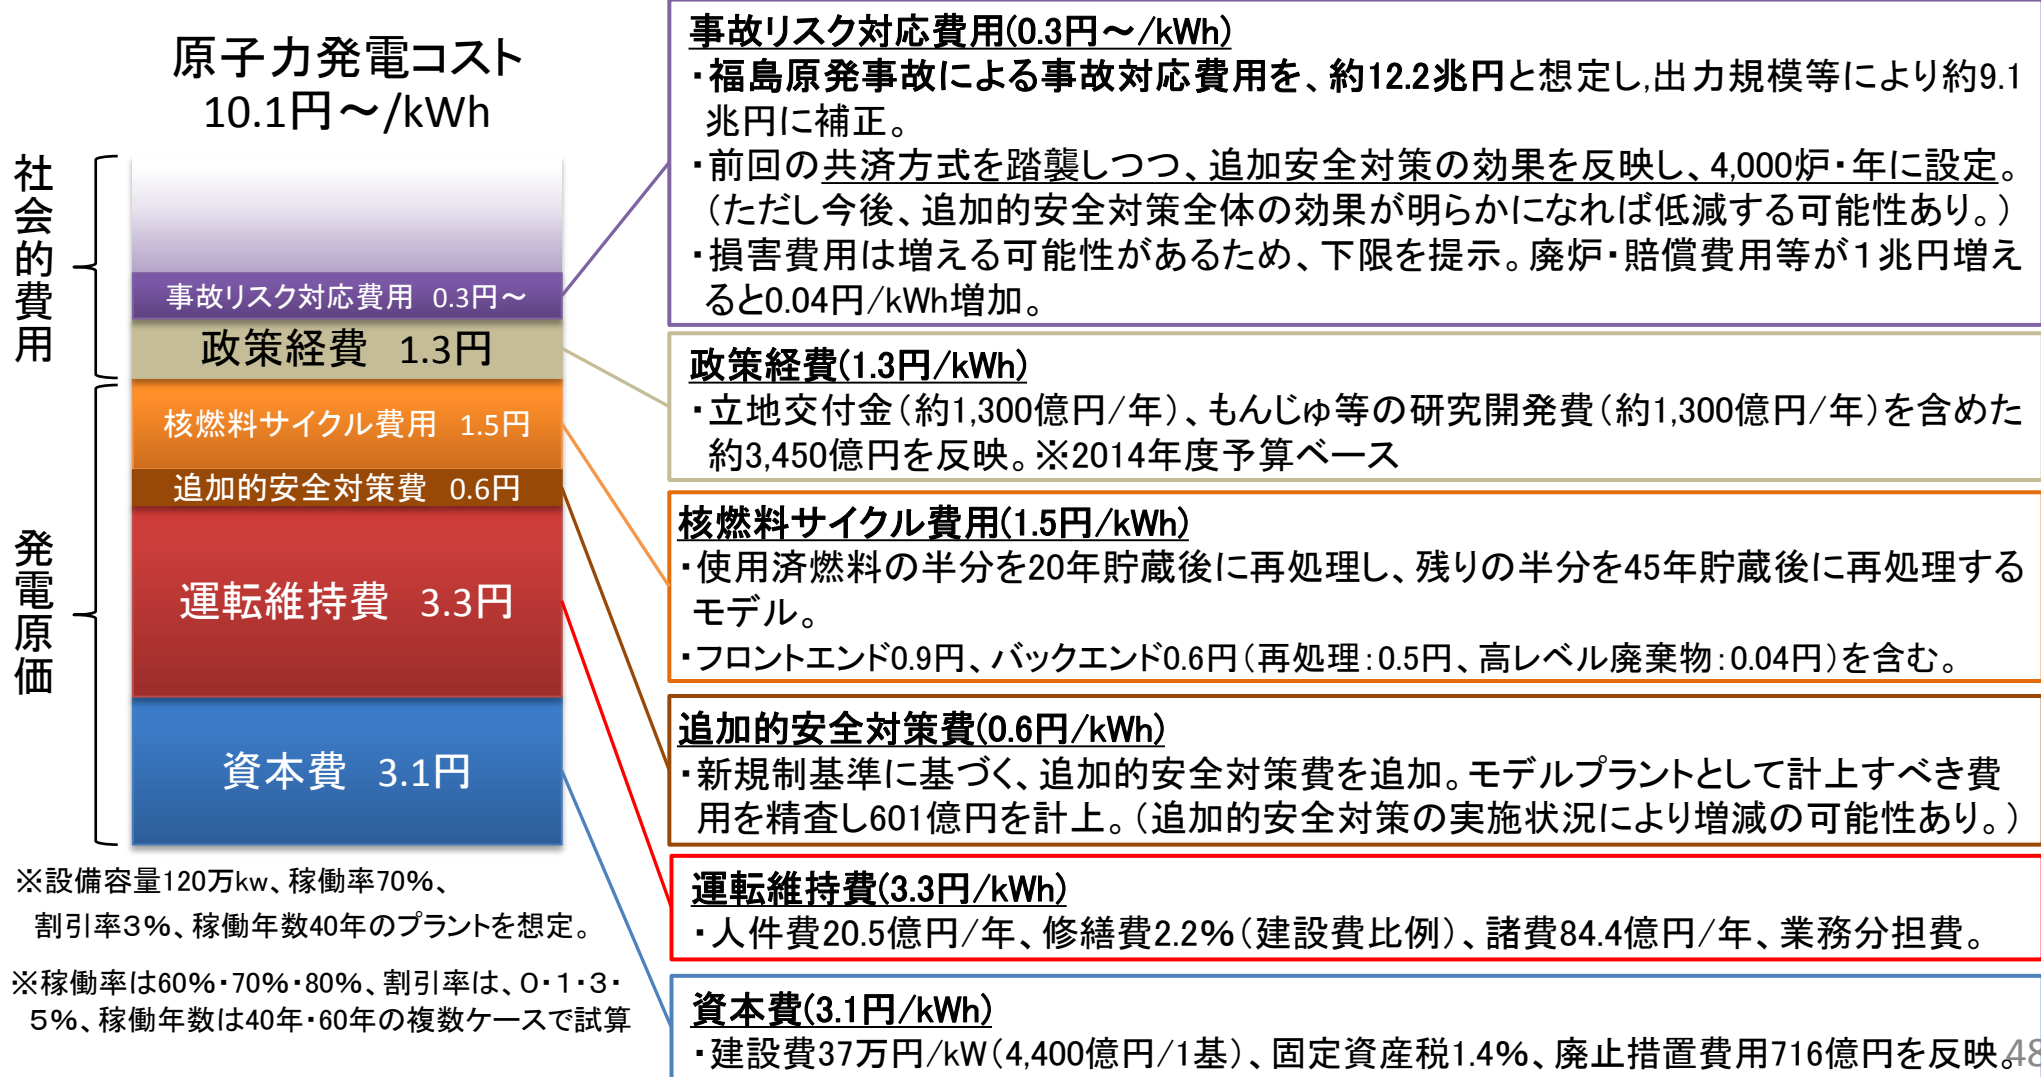 原子力発電コスト
10.1円～/kWh
社会的費用
発電原価
事故リスク対応費用 0.3円～
政策経費 1.3円
核燃料サイクル費用 1.5円
追加的安全対策費 0.6円
運転維持費 3.3円
資本費 3.1円
※設備容量120万kw、稼働率70%、
割引率3%、稼働年数40年のプラントを想定。
※稼働率は60%・70%・80%、割引率は、0・1・3・
5%、稼働年数は40年・60年の複数ケースで試算
事故リスク対応費用(0.3円～/kWh)
・福島原発事故による事故対応費用を、約12.2兆円と想定し,出力規模等により約9.1
兆円に補正。
・前回の共済方式を踏襲しつつ、追加安全対策の効果を反映し、4,000炉・年に設定。
(ただし今後、追加的安全対策全体の効果が明らかになれば低減する可能性あり。)
・損害費用は増える可能性があるため、下限を提示。廃炉・賠償費用等が1兆円増え
ると0.04円/kWh増加。
政策経費(1.3円/kWh)
・立地交付金(約1,300億円/年)、もんじゅ等の研究開発費(約1,300億円/年)を含めた
約3,450億円を反映。※2014年度予算ベース
核燃料サイクル費用(1.5円/kWh)
・使用済燃料の半分を20年貯蔵後に再処理し、残りの半分を45年貯蔵後に再処理する
モデル。
・フロントエンド0.9円、バックエンド0.6円(再処理:0.5円、高レベル廃棄物:0.04円)を含む。
追加的安全対策費(0.6円/kWh)
・新規制基準に基づく、追加的安全対策費を追加。モデルプラントとして計上すべき費
用を精査し601億円を計上。(追加的安全対策の実施状況により増減の可能性あり。)
運転維持費(3.3円/kWh)
・人件費20.5億円/年、修繕費2.2%(建設費比例)、諸費84.4億円/年、業務分担費。
資本費(3.1円/kWh)
・建設費37万円/kW(4,400億円/1基)、固定資産税1.4%、廃止措置費用716億円を反映。
48